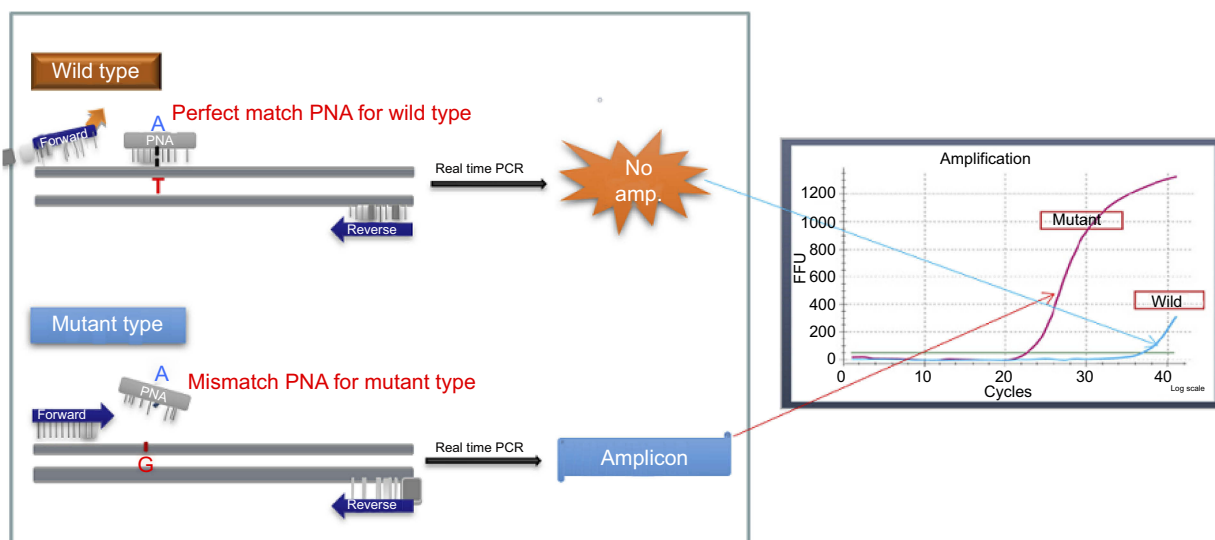 Wild type
Perfect match PNA for wild type
A
PNA
Forward
T
Reverse
Real time PCR
No
amp.
Mutant type
Mismatch PNA for mutant type
A
PNA
Forward
G
Reverse
Real time PCR
Amplicon
Amplification
FFU
1200
1000
800
600
400
200
0
Mutant
Wild
0 10 20 30 40
Cycles
Log scale